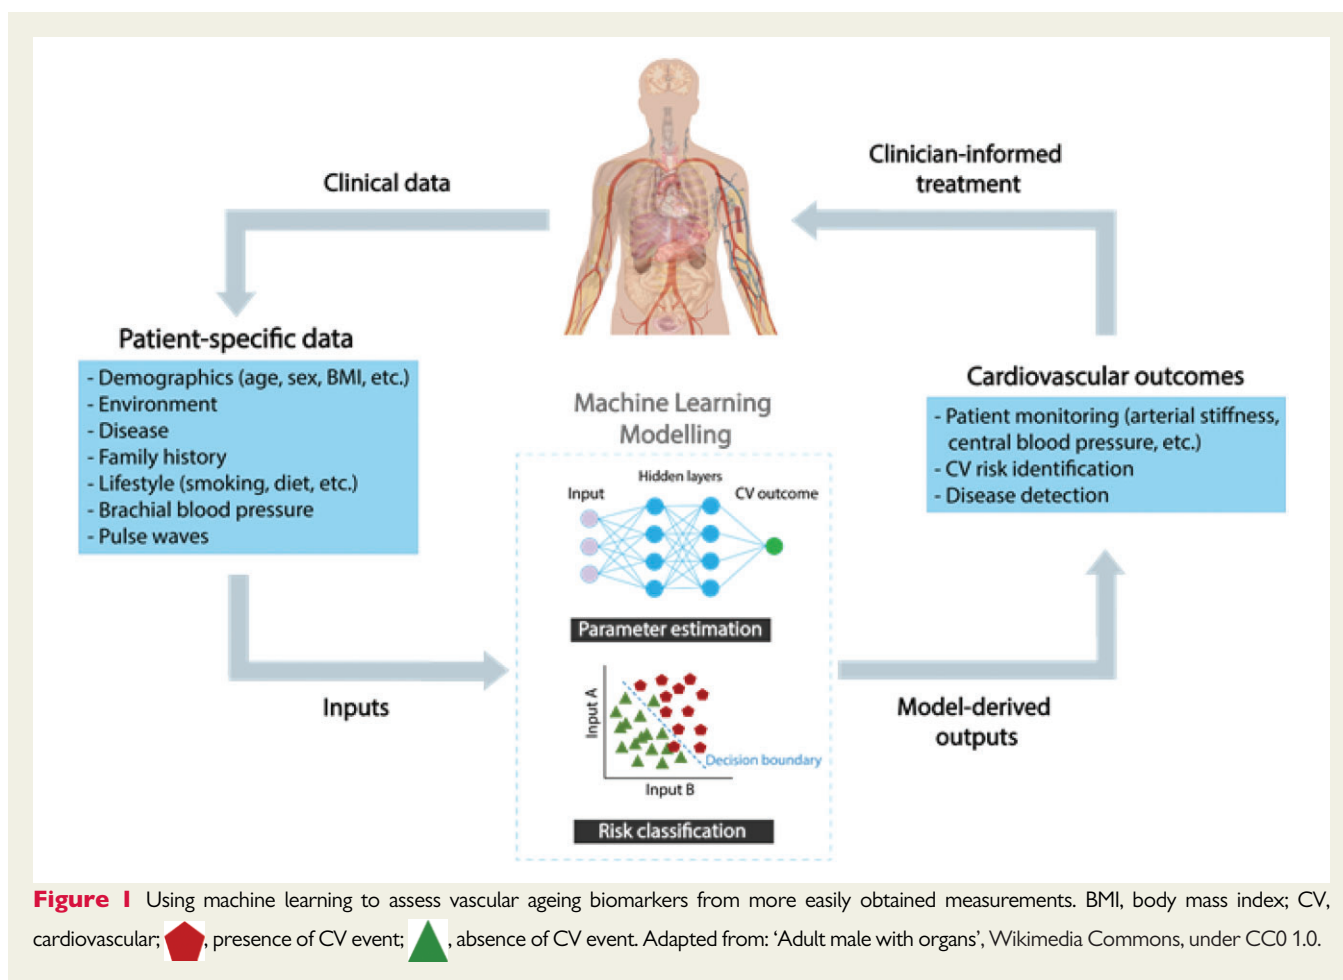 Clinical data
Clinician-informed
treatment
Patient-specific data
- Demographics (age, sex, BMI, etc.)
- Environment
- Disease
- Family history
- Lifestyle (smoking, diet, etc.)
- Brachial blood pressure
- Pulse waves
Machine Learning
Modelling
Hidden layers
Input
CV outcome
Parameter estimation
Input A
Decision boundary
Input B
Risk classification
Cardiovascular outcomes
- Patient monitoring (arterial stiffness,
central blood pressure, etc.)
- CV risk identification
- Disease detection
Inputs
Model-derived
outputs
Figure 1 Using machine learning to assess vascular ageing biomarkers from more easily obtained measurements. BMI, body mass index; CV,
cardiovascular; , presence of CV event; , absence of CV event. Adapted from: ‘Adult male with organs’, Wikimedia Commons, under CC0 1.0.